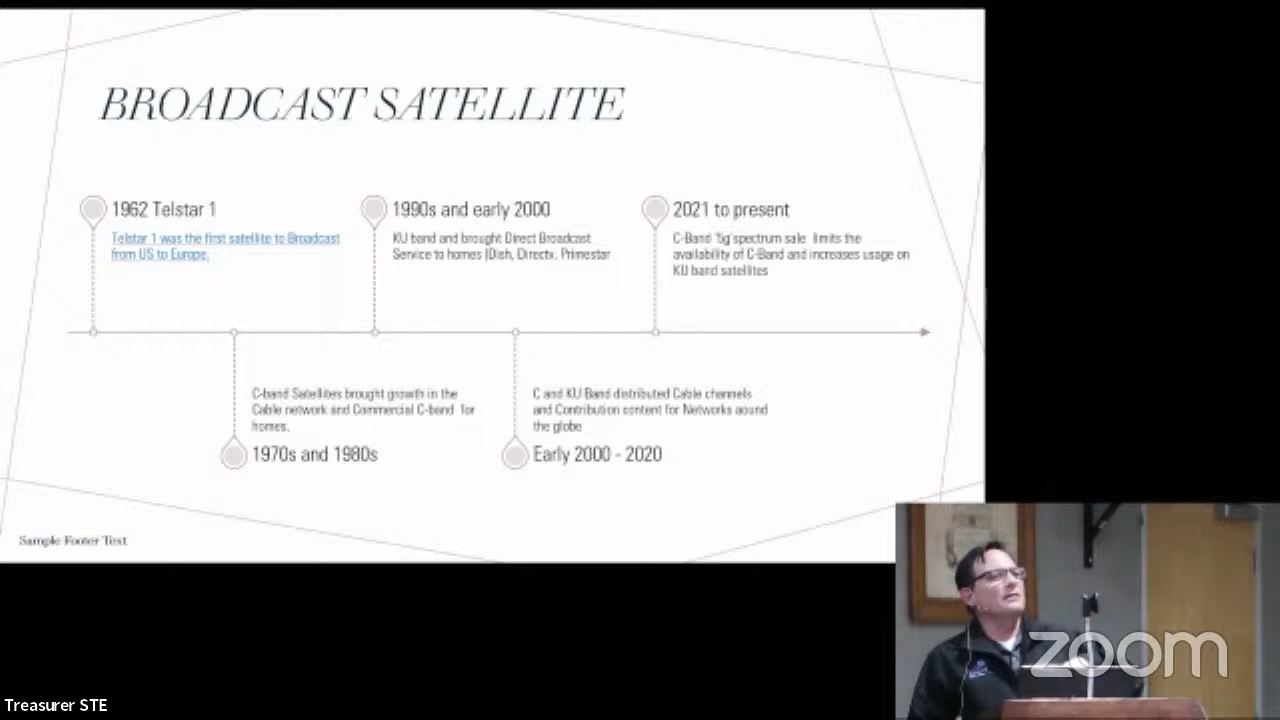 BROADCAST SATELLITE
1962 Telstar 1
Telstar 1 was the first satellite to Broadcast
from US to Europe.
1990s and early 2000
KU band and brought Direct Broadcast
Service to homes (Dish, Directv, Primestar
2021 to present
C-Band '5g'spectrum sale limits the
availability of C-Band and increases usage on
KU band satellites
C-band Satellites brought growth in the
Cable network and Commercial C-band for
homes.
1970s and 1980s
C and KU Band distributed Cable channels
and Contribution content for Networks aound
the globe
Early 2000 - 2020
Sample Footer Text
zoom
Treasurer STE